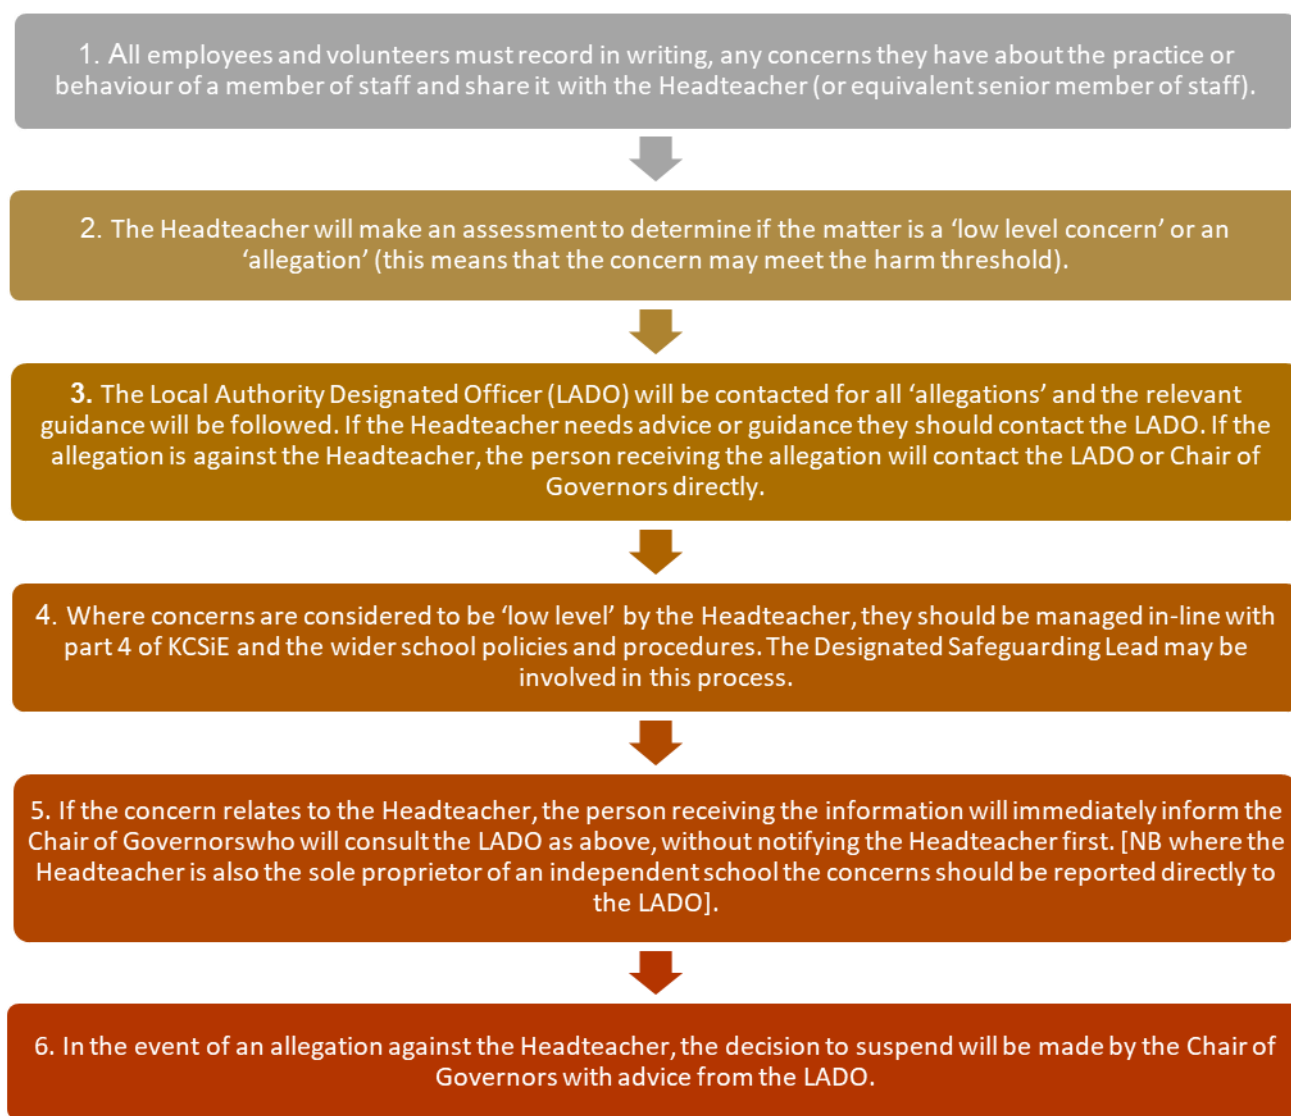 1. All employees and volunteers must record in writing, any concerns they have about the practice or
behaviour of a member of staff and share it with the Headteacher (or equivalent senior member of staff).
2. The Headteacher will make an assessment to determine if the matter is a ‘low level concern’ or an
‘allegation’ (this means that the concern may meet the harm threshold).
3. The Local Authority Designated Officer (LADO) will be contacted for all ‘allegations’ and the relevant
guidance will be followed. If the Headteacher needs advice or guidance they should contact the LADO. If the
allegation is against the Headteacher, the person receiving the allegation will contact the LADO or Chair of
Governors directly.
4. Where concerns are considered to be ‘low level’ by the Headteacher, they should be managed in-line with
part 4 of KCSiE and the wider school policies and procedures. The Designated Safeguarding Lead may be
involved in this process.
5. If the concern relates to the Headteacher, the person receiving the information will immediately inform the
Chair of Governorswho will consult the LADO as above, without notifying the Headteacher first. [NB where the
Headteacher is also the sole proprietor of an independent school the concerns should be reported directly to
the LADO].
6. In the event of an allegation against the Headteacher, the decision to suspend will be made by the Chair of
Governors with advice from the LADO.